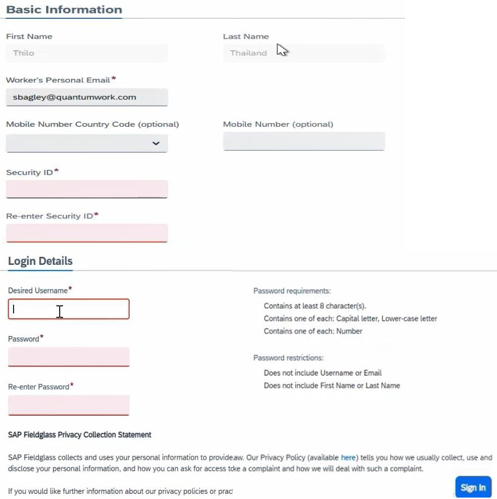 Basic Information
First Name
Last Name
Thilo
Thailand
Worker's Personal Email*
sbagley@quantumwork.com
Mobile Number Country Code (optional)
Mobile Number (optional)
Security ID*
Re-enter Security ID*
Login Details
Desired Username*
Password requirements:
Contains at least 8 character(s).
Contains one of each: Capital letter, Lower-case letter
Contains one of each: Number
Password*
Password restrictions:
Does not include Username or Email
Does not include First Name or Last Name
Re-enter Password*
SAP Fieldglass Privacy Collection Statement
SAP Fieldglass collects and uses your personal information to provideaw. Our Privacy Policy (available here) tells you how we usually collect, use and
disclose your personal information, and how you can ask for access tke a complaint and how we will deal with such a complaint.
If you would like further information about our privacy policies or prac
Sign In